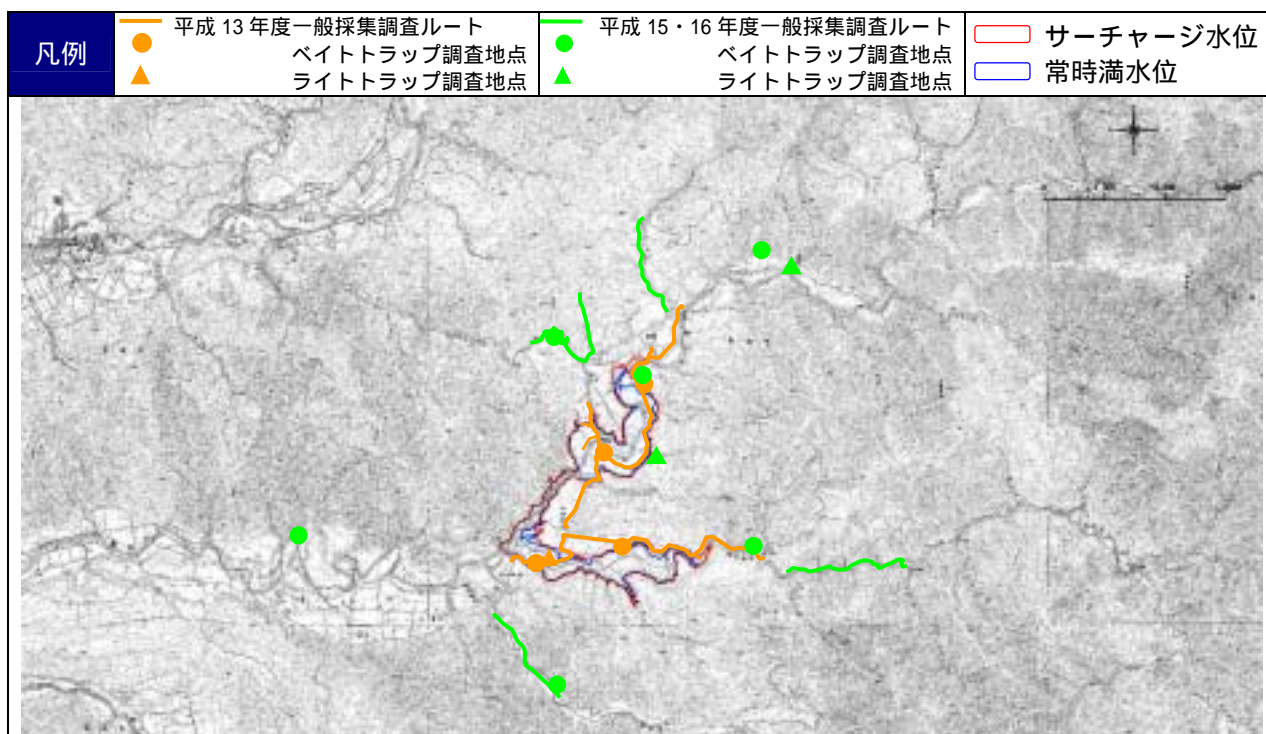 凡例
平成 13 年度一般採集調査ルート
ベイトトラップ調査地点
ライトトラップ調査地点
平成 15・16 年度一般採集調査ルート
ベイトトラップ調査地点
ライトトラップ調査地点
サーチャージ水位
常時満水位